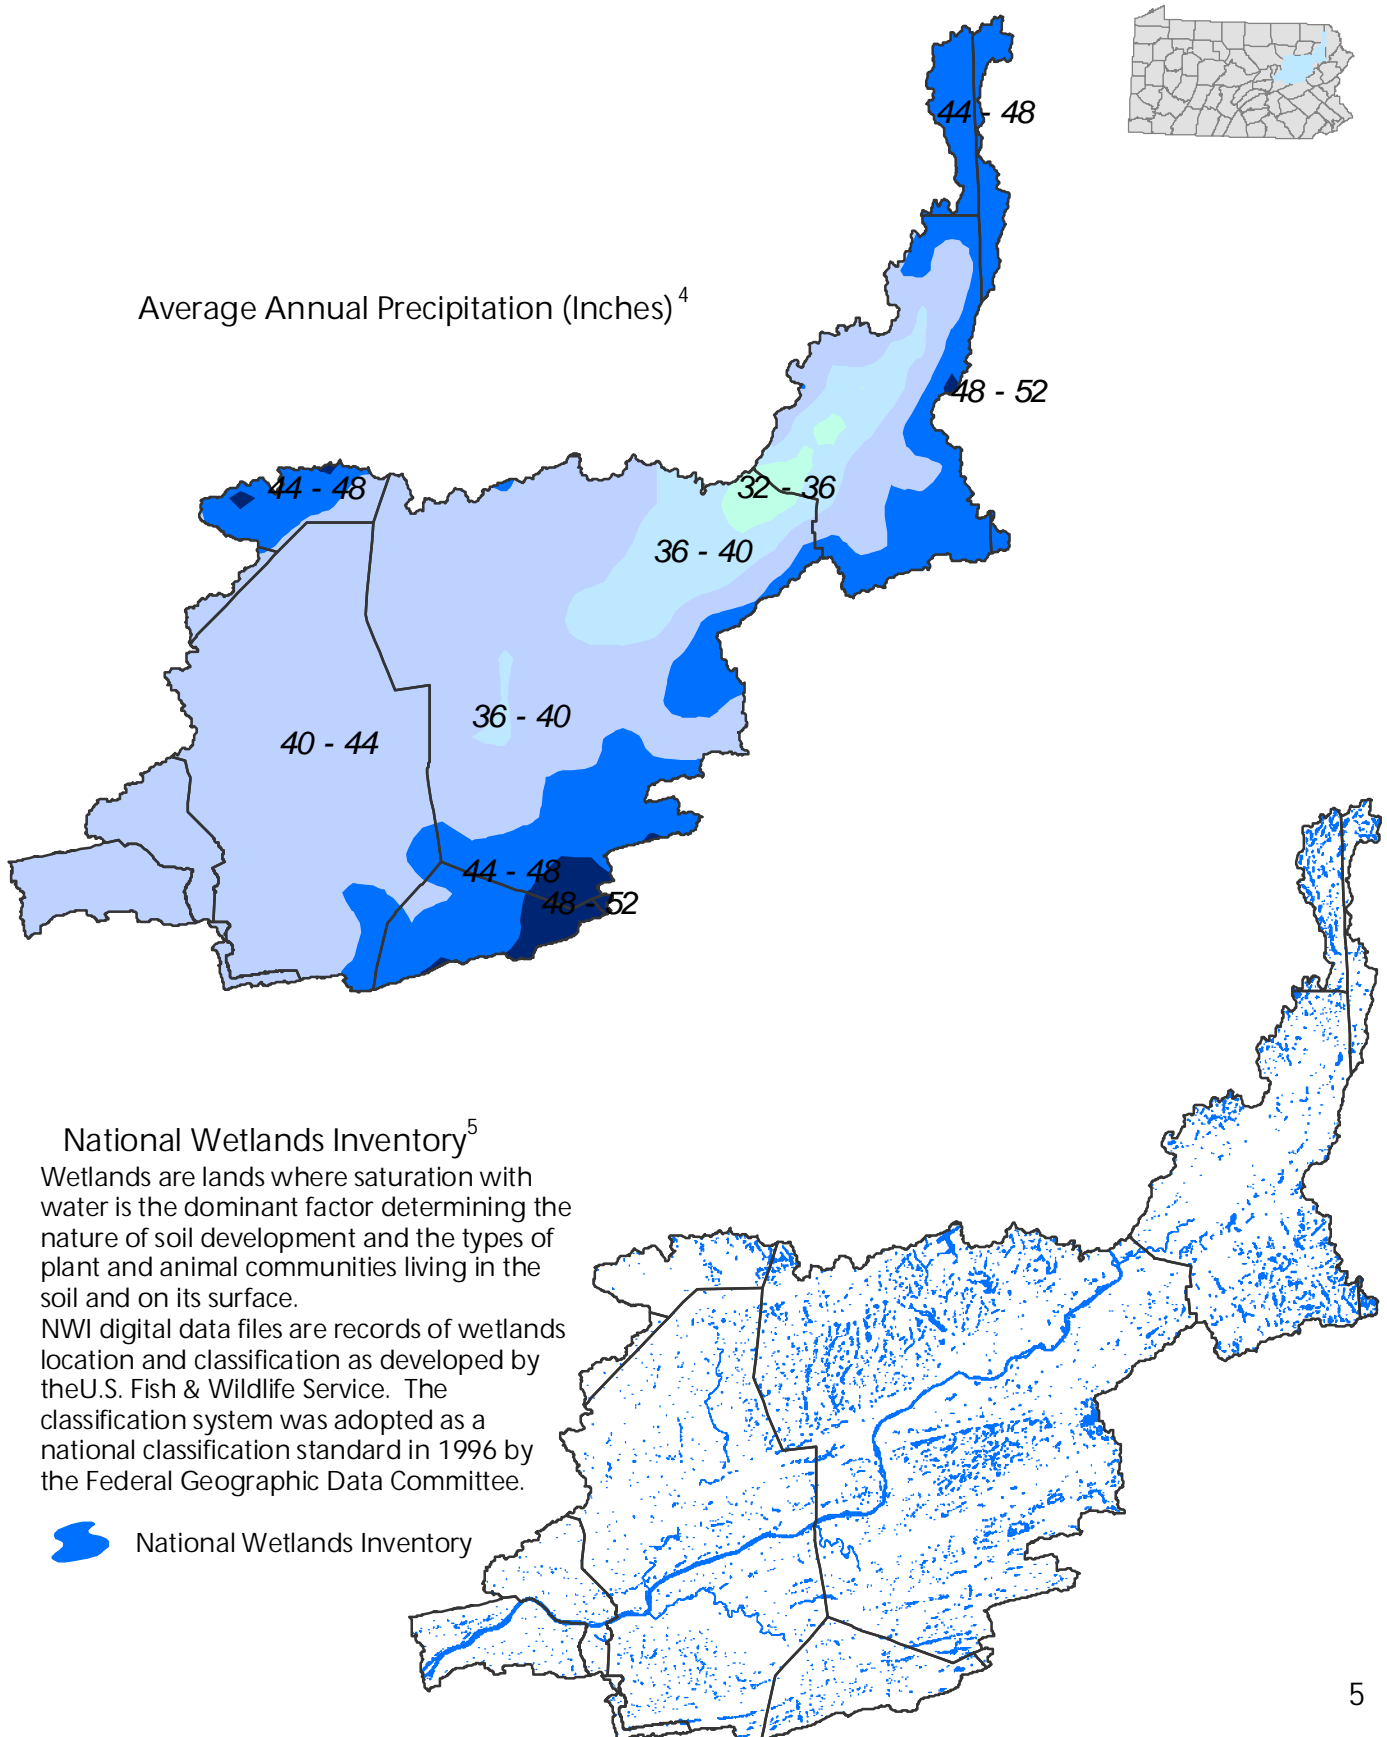 44 - 48
Average Annual Precipitation (Inches) 4
48 - 52
44 - 48
32 - 36
36 - 40
36 - 40
40 - 44
44 - 48
48 - 52
National Wetlands Inventory5
Wetlands are lands where saturation with
water is the dominant factor determining the
nature of soil development and the types of
plant and animal communities living in the
soil and on its surface.
NWI digital data files are records of wetlands
location and classification as developed by
theU.S. Fish & Wildlife Service. The
classification system was adopted as a
national classification standard in 1996 by
the Federal Geographic Data Committee.
National Wetlands Inventory
5